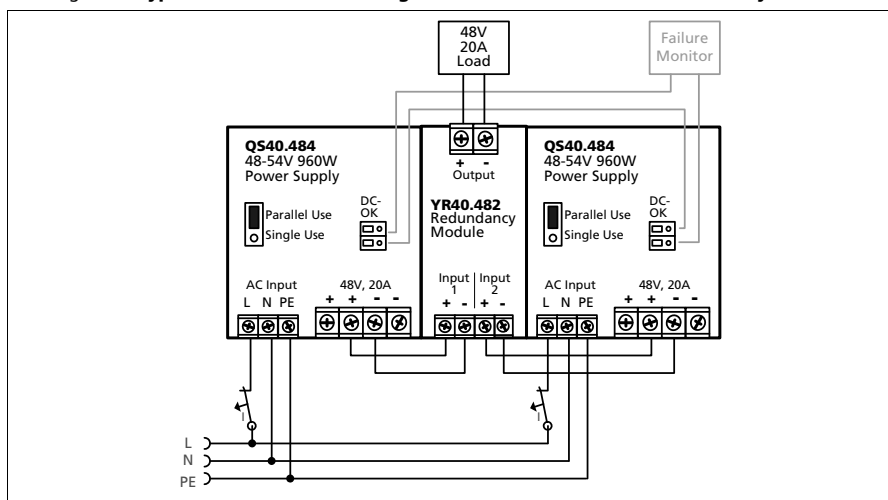 48V
20A
Load
Failure
Monitor
QS40.484
48-54V 960W
Power Supply
Parallel Use
Single Use
DC-
OK
AC Input
L N PE
48V, 20A
+ + - -
+ -
Output
YR40.482
Redundancy
Module
Input
1
Input
2
+ - + -
QS40.484
48-54V 960W
Power Supply
Parallel Use
Single Use
DC-
OK
AC Input
L N PE
48V, 20A
+ + - -
I
I
L
N
PE